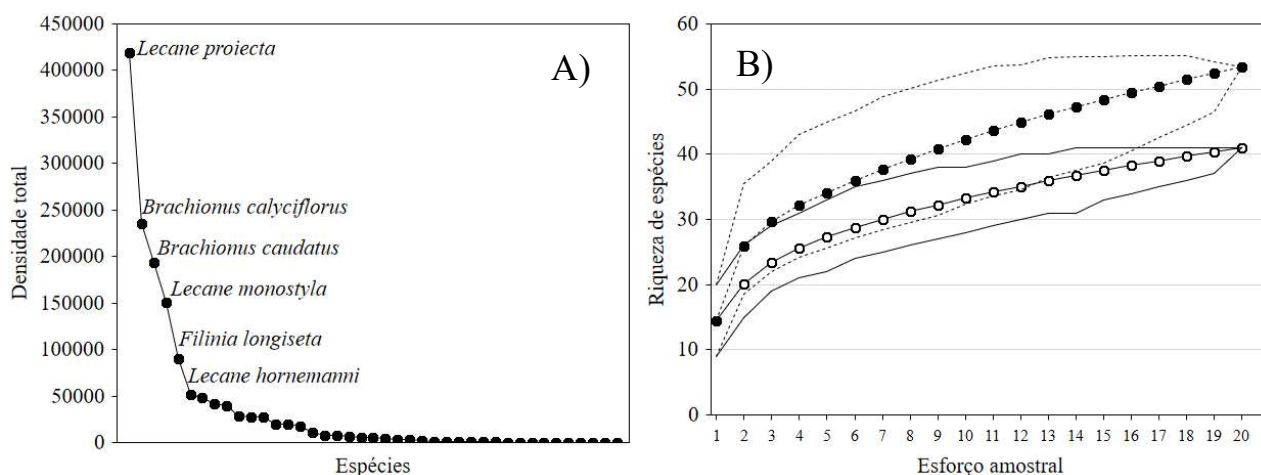 A)
Densidade total
450000
400000
350000
300000
250000
200000
150000
100000
50000
0
Lecane proiecta
Brachionus calyciflorus
Brachionus caudatus
Lecane monostyla
Filinia longiseta
Lecane hornemanni
Espécies
B)
Riqueza de espécies
60
50
40
30
20
10
0
1 2 3 4 5 6 7 8 9 10 11 12 13 14 15 16 17 18 19 20
Esforço amostral